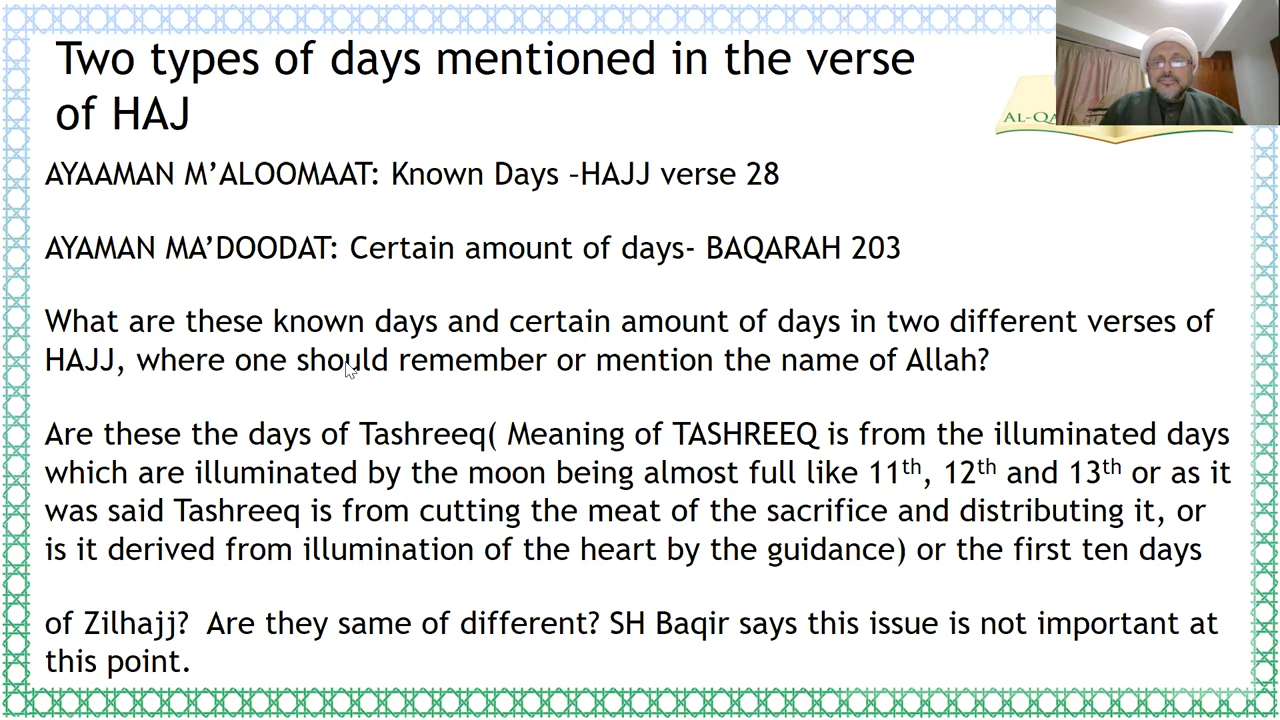 Two types of days mentioned in the verse
of HAJ
AL-QA
AYAAMAN M’ALOOMAAT: Known Days –HAJJ verse 28
AYAMAN MA’DOODAT: Certain amount of days- BAQARAH 203
What are these known days and certain amount of days in two different verses of
HAJJ, where one should remember or mention the name of Allah?
Are these the days of Tashreeq( Meaning of TASHREEQ is from the illuminated days
which are illuminated by the moon being almost full like 11th, 12th and 13th or as it
was said Tashreeq is from cutting the meat of the sacrifice and distributing it, or
is it derived from illumination of the heart by the guidance) or the first ten days
of Zilhajj?  Are they same of different? SH Baqir says this issue is not important at
this point.